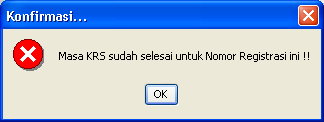 Konfirmasi...
Masa KRS sudah selesai untuk Nomor Registrasi ini !!
OK